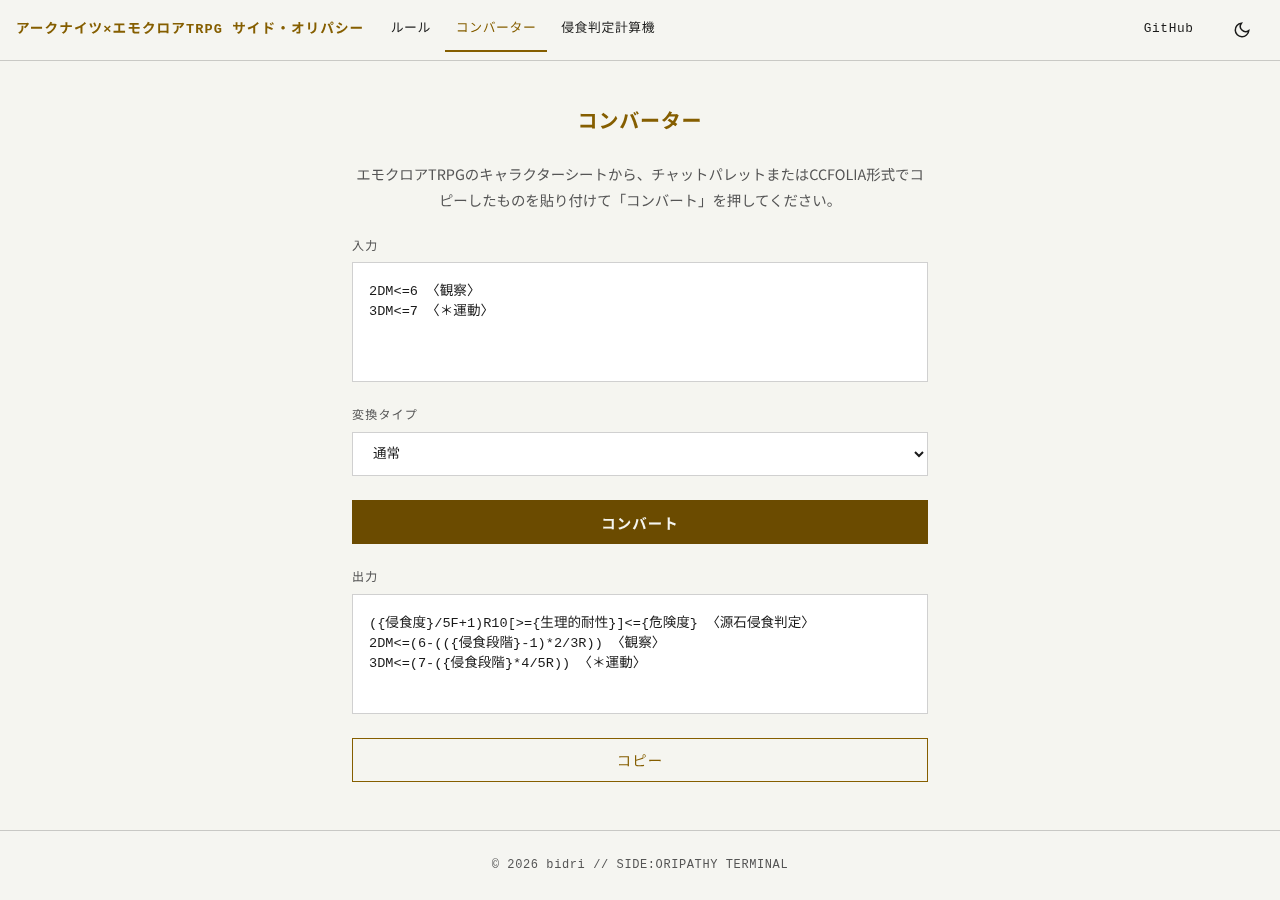 アークナイツ×エモクロアTRPG サイド・オリパシー ルール コンバーター 侵食判定計算機 GitHub
コンバーター
エモクロアTRPGのキャラクターシートから、チャットパレットまたはCCFOLIA形式でコ
ピーしたものを貼り付けて「コンバート」を押してください。
入力
2DM<=6 〈観察〉
3DM<=7 〈＊運動〉
変換タイプ
通常
コンバート
出力
({侵食度}/5F+1)R10[>={生理的耐性}]<={危険度} 〈源石侵食判定〉
2DM<=(6-(({侵食段階}-1)*2/3R)) 〈観察〉
3DM<=(7-({侵食段階}*4/5R)) 〈＊運動〉
コピー
© 2026 bidri // SIDE:ORIPATHY TERMINAL